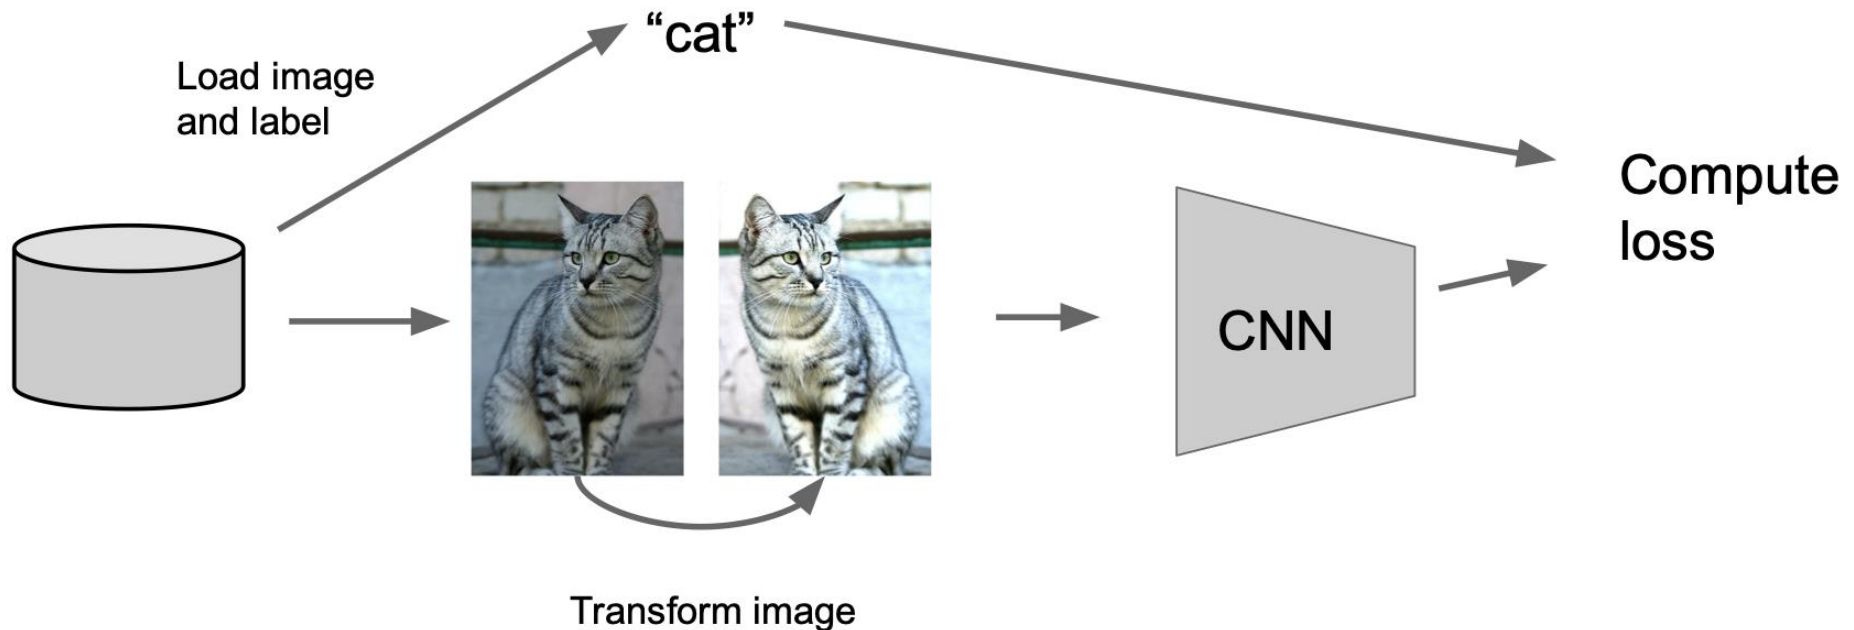 “cat”
Load image
and label
Compute
loss
CNN
Transform image